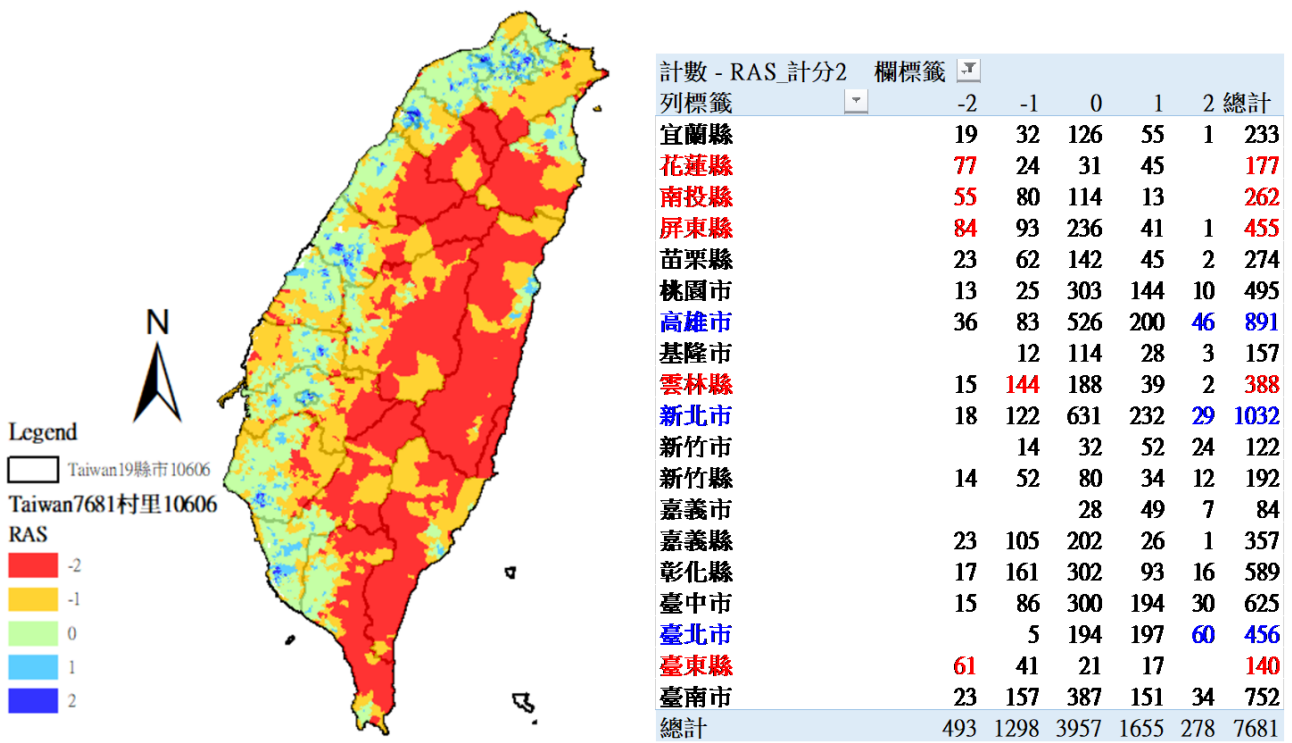 N
Legend
Taiwan19縣市10606
Taiwan7681村里10606
RAS
-2
-1
0
1
2
計數 - RAS_計分2 欄標籤
列標籤 -2 -1 0 1 2 總計
宜蘭縣 19 32 126 55 1 233
花蓮縣 77 24 31 45 177
南投縣 55 80 114 13 262
屏東縣 84 93 236 41 1 455
苗栗縣 23 62 142 45 2 274
桃園市 13 25 303 144 10 495
高雄市 36 83 526 200 46 891
基隆市 12 114 28 3 157
雲林縣 15 144 188 39 2 388
新北市 18 122 631 232 29 1032
新竹市 14 32 52 24 122
新竹縣 14 52 80 34 12 192
嘉義市 28 49 7 84
嘉義縣 23 105 202 26 1 357
彰化縣 17 161 302 93 16 589
臺中市 15 86 300 194 30 625
臺北市 5 194 197 60 456
臺東縣 61 41 21 17 140
臺南市 23 157 387 151 34 752
總計 493 1298 3957 1655 278 7681